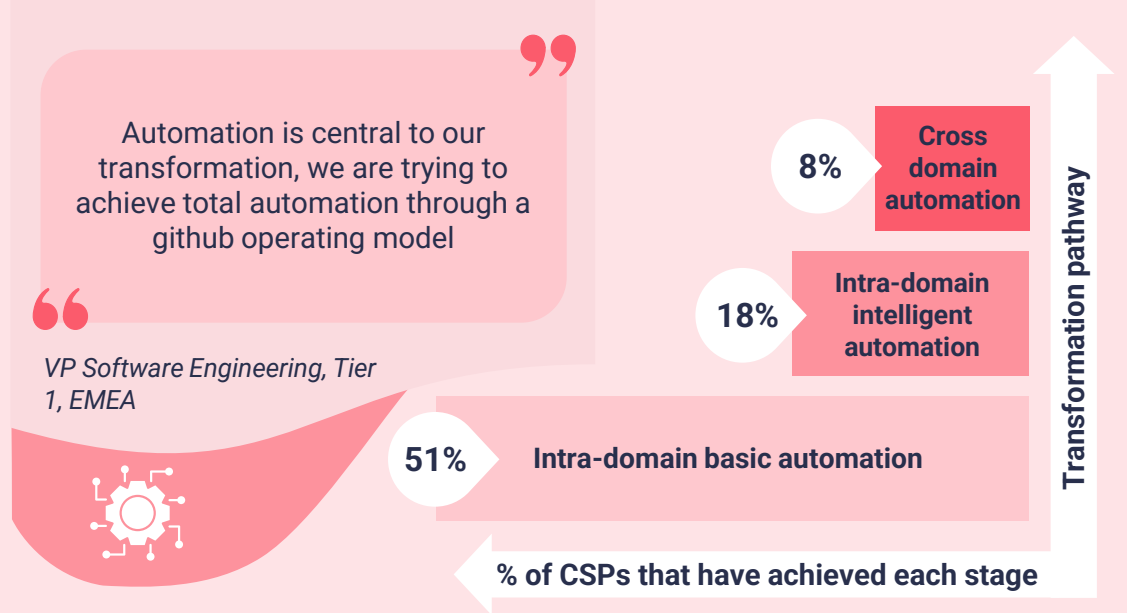 Automation is central to our
transformation, we are trying to
achieve total automation through a
github operating model
VP Software Engineering, Tier
1, EMEA
8%
Cross
domain
automation
18%
Intra-domain
intelligent
automation
51%
Intra-domain basic automation
% of CSPs that have achieved each stage
Transformation pathway